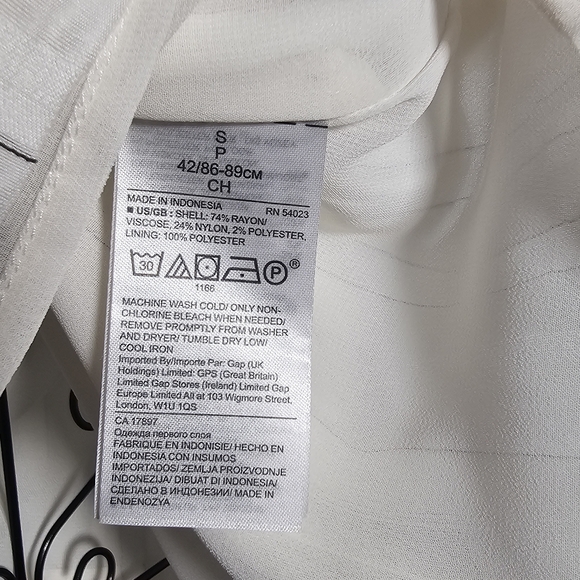 S
P
42/86-89см
CH
MADE IN INDONESIA RN 54023
■ US/GB : SHELL: 74% RAYON/
VISCOSE, 24% NYLON, 2% POLYESTER,
LINING: 100% POLYESTER
30 P ®
1166
MACHINE WASH COLD/ ONLY NON-
CHLORINE BLEACH WHEN NEEDED/
REMOVE PROMPTLY FROM WASHER
AND DRYER/ TUMBLE DRY LOW/
COOL IRON
Imported By/Importe Par: Gap (UK
Holdings) Limited: GPS (Great Britain)
Limited Gap Stores (Ireland) Limited Gap
Europe Limited All at 103 Wigmore Street,
London, W1U 1QS
CA 17897
Одежда первого слоя
FABRIQUE EN INDONISIE/ HECHO EN
INDONESIA CON INSUMOS
IMPORTADOS/ ZEMLJA PROIZVODNJE
INDONEZIJA/ DIBUAT DI INDONESIA/
СДЕЛАНО В ИНДОНЕЗИИ/ MADE IN
ENDENOZYA